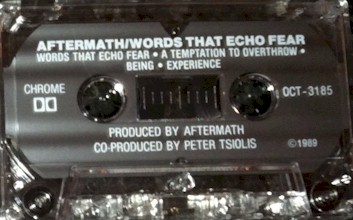 AFTERMATH/WORDS THAT ECHO FEAR
WORDS THAT ECHO FEAR • A TEMPTATION TO OVERTHROW •
BEING • EXPERIENCE
CHROME
OCT-3185
PRODUCED BY AFTERMATH
CO-PRODUCED BY PETER TSIOLIS
©1989